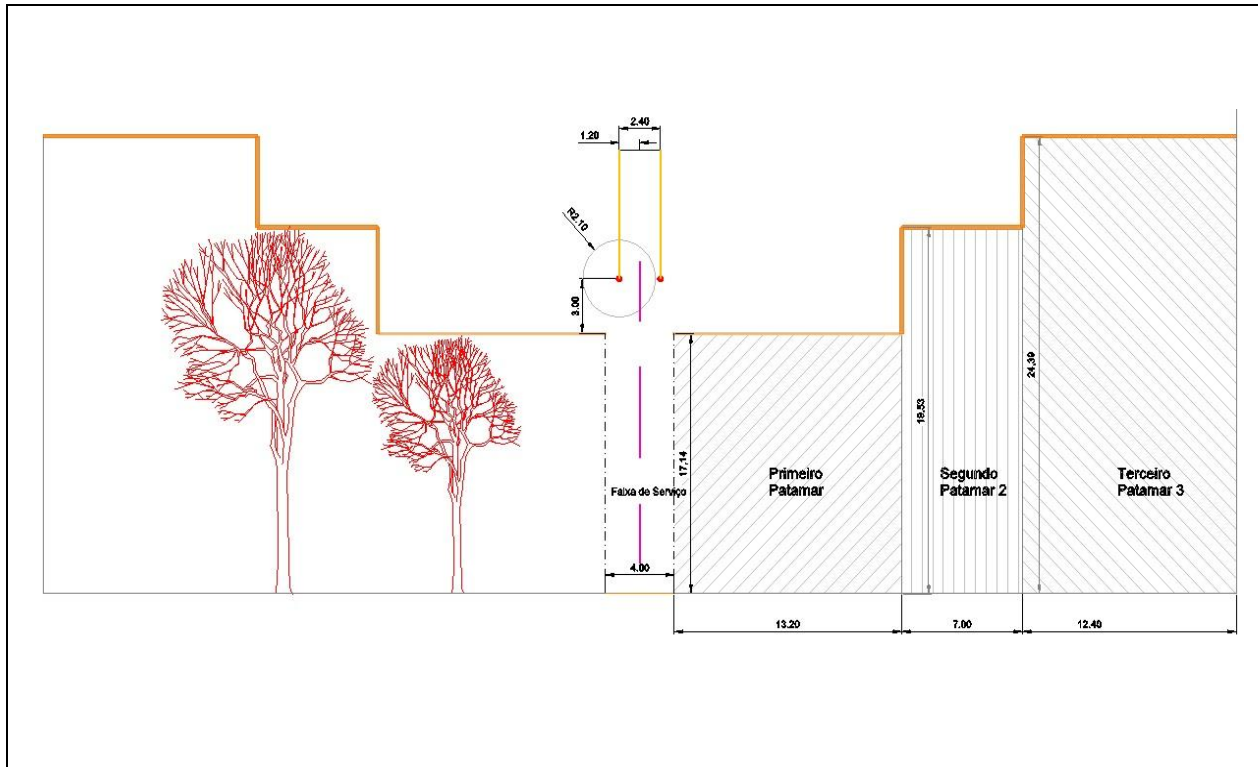 2.40
1.20
R2.10
3.00
17,14
19,53
24,39
Primeiro
Patamar
Segundo
Patamar 2
Terceiro
Patamar 3
Faixa de Serviço
4.00
13.20
7.00
12.40